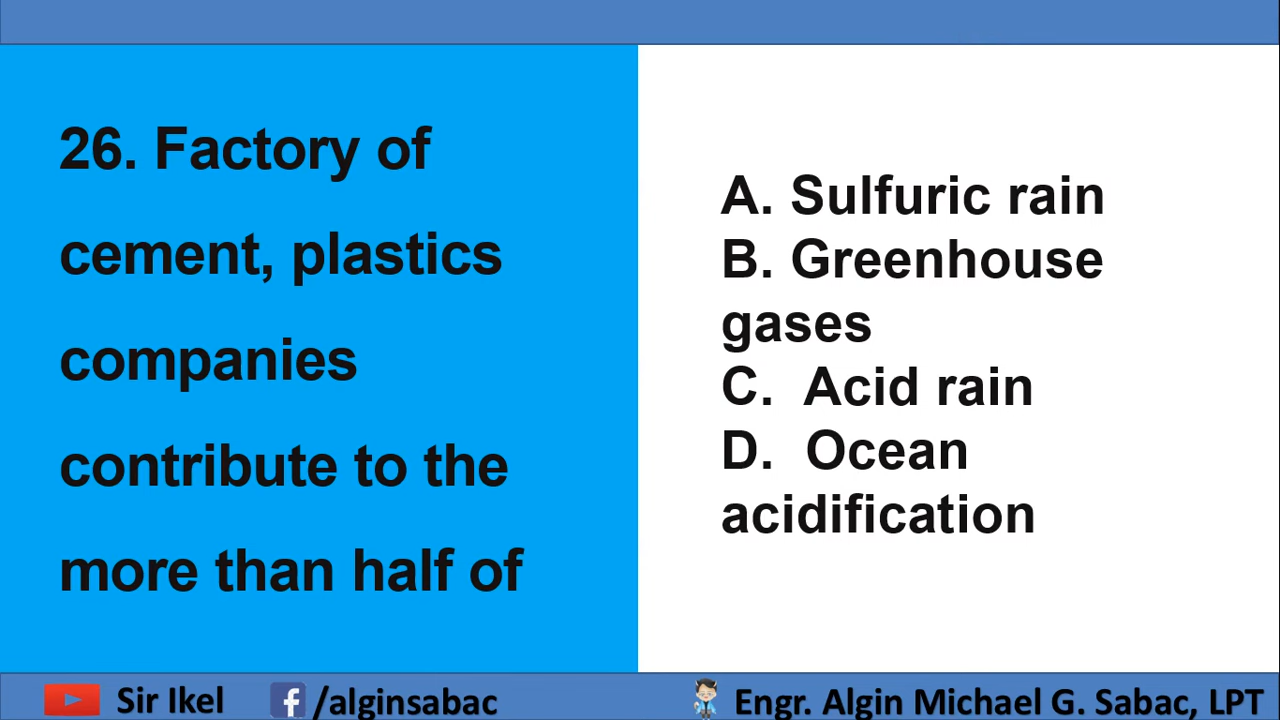 26. Factory of
cement, plastics
companies
contribute to the
more than half of
A. Sulfuric rain
B. Greenhouse
gases
C.  Acid rain
D.  Ocean
acidification
Sir Ikel
/alginsabac
Engr. Algin Michael G. Sabac, LPT